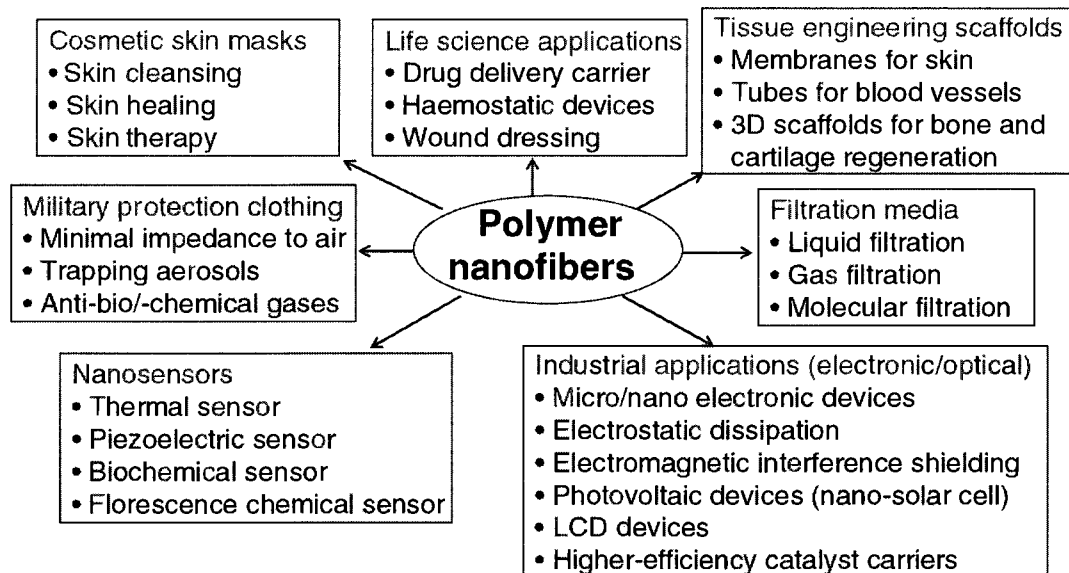 Cosmetic skin masks
• Skin cleansing
• Skin healing
• Skin therapy
Life science applications
• Drug delivery carrier
• Haemostatic devices
• Wound dressing
Tissue engineering scaffolds
• Membranes for skin
• Tubes for blood vessels
• 3D scaffolds for bone and
cartilage regeneration
Military protection clothing
• Minimal impedance to air
• Trapping aerosols
• Anti-bio/-chemical gases
Polymer
nanofibers
Filtration media
• Liquid filtration
• Gas filtration
• Molecular filtration
Nanosensors
• Thermal sensor
• Piezoelectric sensor
• Biochemical sensor
• Florescence chemical sensor
Industrial applications (electronic/optical)
• Micro/nano electronic devices
• Electrostatic dissipation
• Electromagnetic interference shielding
• Photovoltaic devices (nano-solar cell)
• LCD devices
• Higher-efficiency catalyst carriers